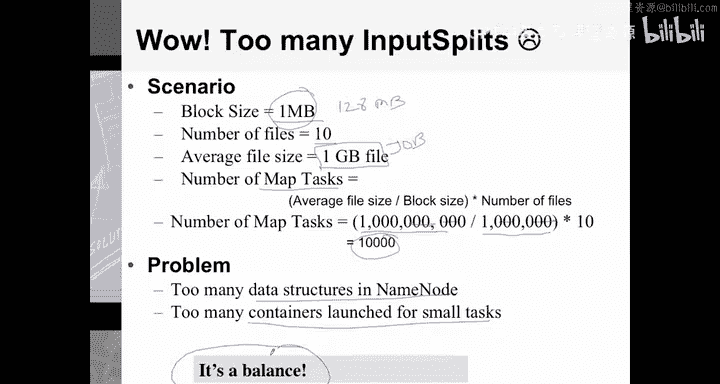 Wow! Too many InputSplits ☹
• Scenario
– Block Size = 1MB 128 MB
– Number of files = 10
– Average file size = 1 GB file JOB
– Number of Map Tasks =
(Average file size / Block size) * Number of files
– Number of Map Tasks = (1,000,000, 000 / 1,000,000) * 10
= 10000
• Problem
– Too many data structures in NameNode
– Too many containers launched for small tasks
It's a balance!
bilibili